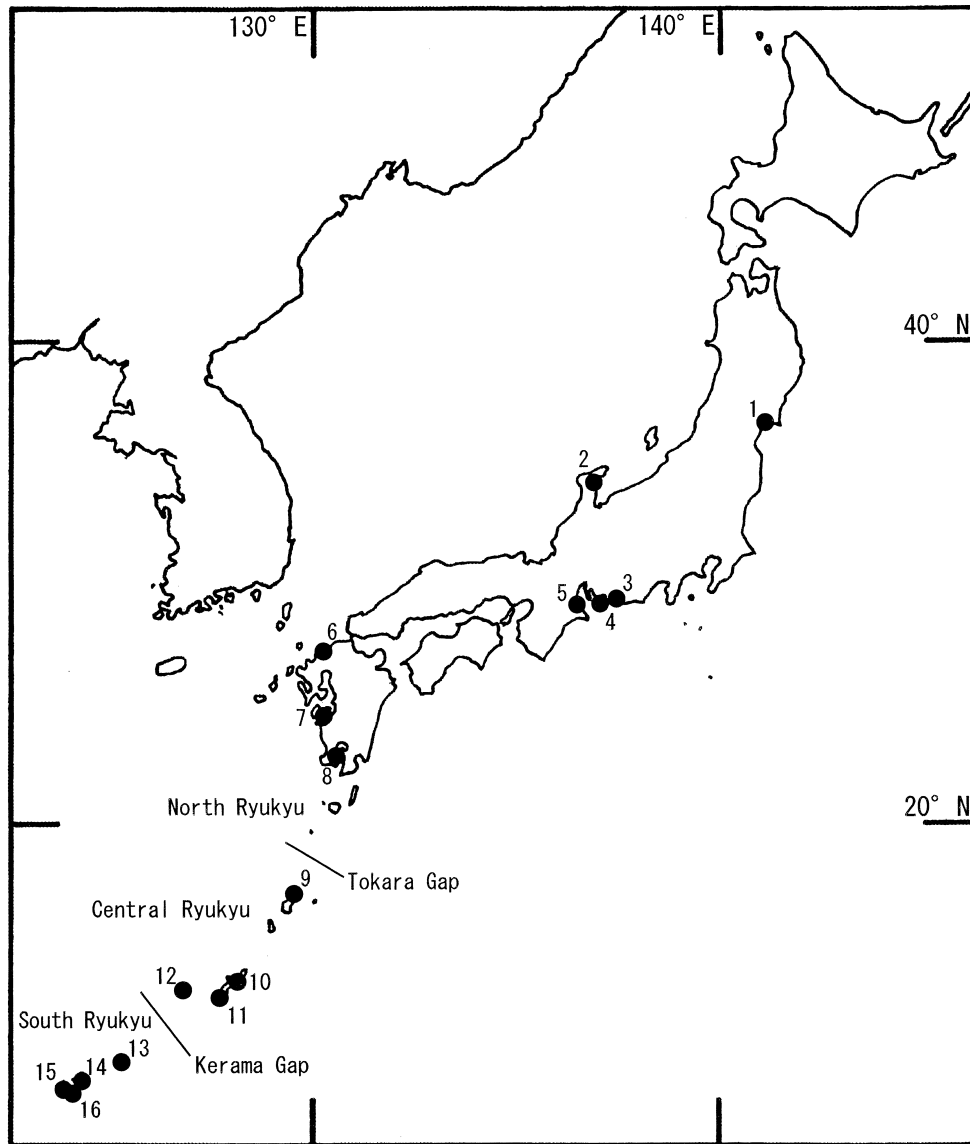 130° E
140° E
40° N
1
2
3
5
4
6
7
8
North Ryukyu
20° N
Tokara Gap
9
Central Ryukyu
12
10
11
South Ryukyu
13
Kerama Gap
15
14
16